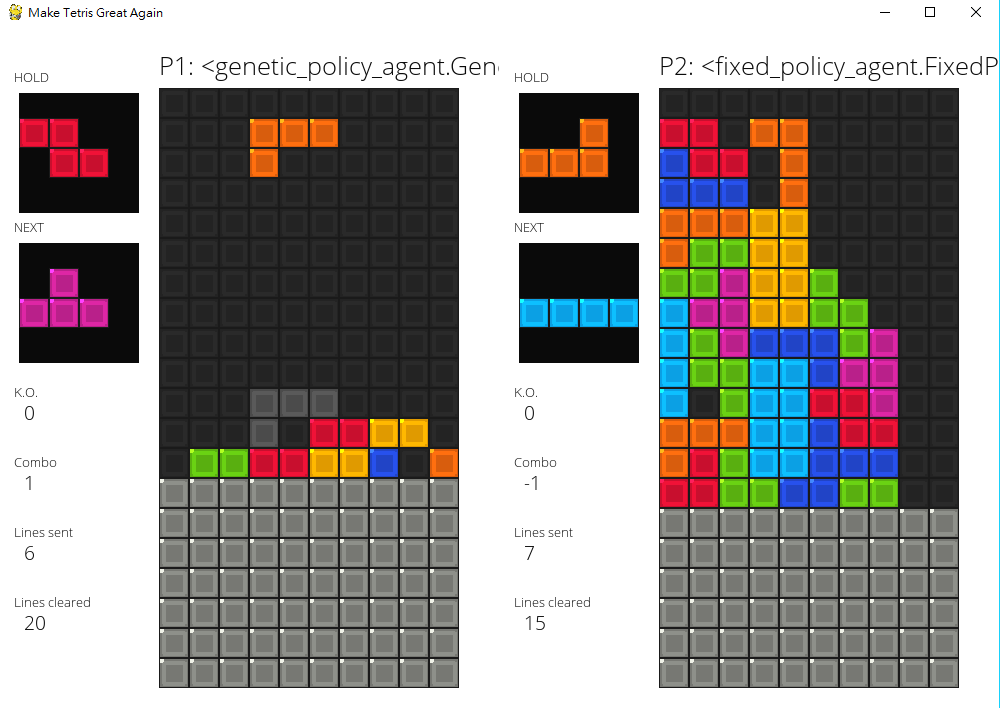 Make Tetris Great Again
P1: <genetic_policy_agent.Gen
HOLD
NEXT
K.O.
0
Combo
1
Lines sent
6
Lines cleared
20
P2: <fixed_policy_agent.FixedP
HOLD
NEXT
K.O.
0
Combo
-1
Lines sent
7
Lines cleared
15